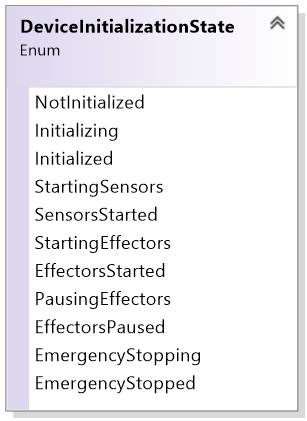 DeviceInitializationState
Enum
NotInitialized
Initializing
Initialized
StartingSensors
SensorsStarted
StartingEffectors
EffectorsStarted
PausingEffectors
EffectorsPaused
EmergencyStopping
EmergencyStopped